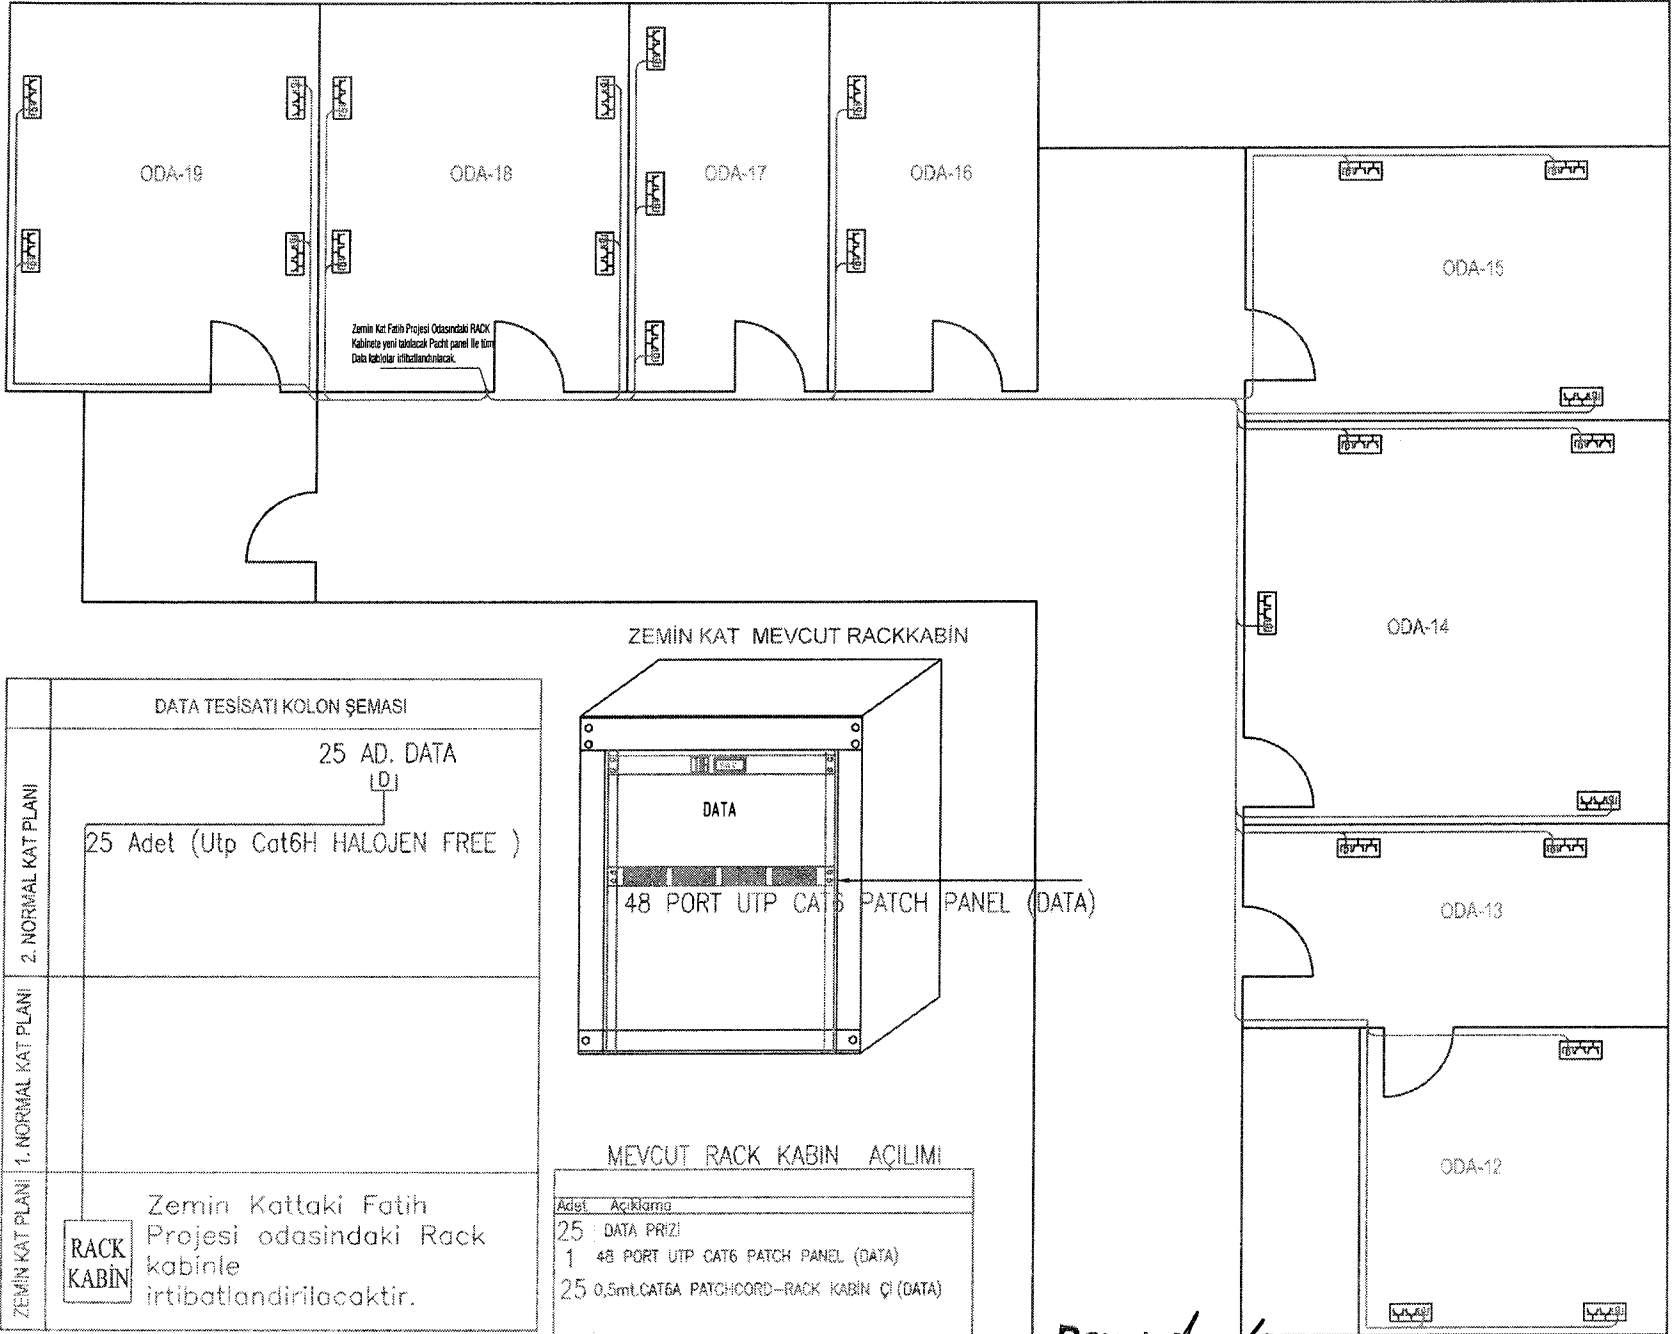 ODA-19
ODA-18
ODA-17
ODA-16
ODA-15
Zemin Kat Fatih Projesi Odasındaki RACK
Kabinete yeni takılacak Pacht panel ile tüm
Data kablolar irtibatlandırılacak.
ODA-14
ODA-13
ODA-12
ZEMİN KAT MEVCUT RACKKABİN
DATA
48 PORT UTP CAT6 PATCH PANEL (DATA)
DATA TESİSATI KOLON ŞEMASI
2. NORMAL KAT PLANI
25 AD. DATA
D
25 Adet (Utp Cat6H HALOJEN FREE )
1. NORMAL KAT PLANI
ZEMİN KAT PLANI
RACK
KABİN
Zemin Kattaki Fatih
Projesi odasindaki Rack
kabinle
irtibatlandirilacaktir.
MEVCUT RACK KABIN AÇILIMI
Adet Açıklama
25 DATA PRİZİ
1 48 PORT UTP CAT6 PATCH PANEL (DATA)
25 0,5mt.CAT6A PATCHCORD-RACK KABİN Çİ (DATA)